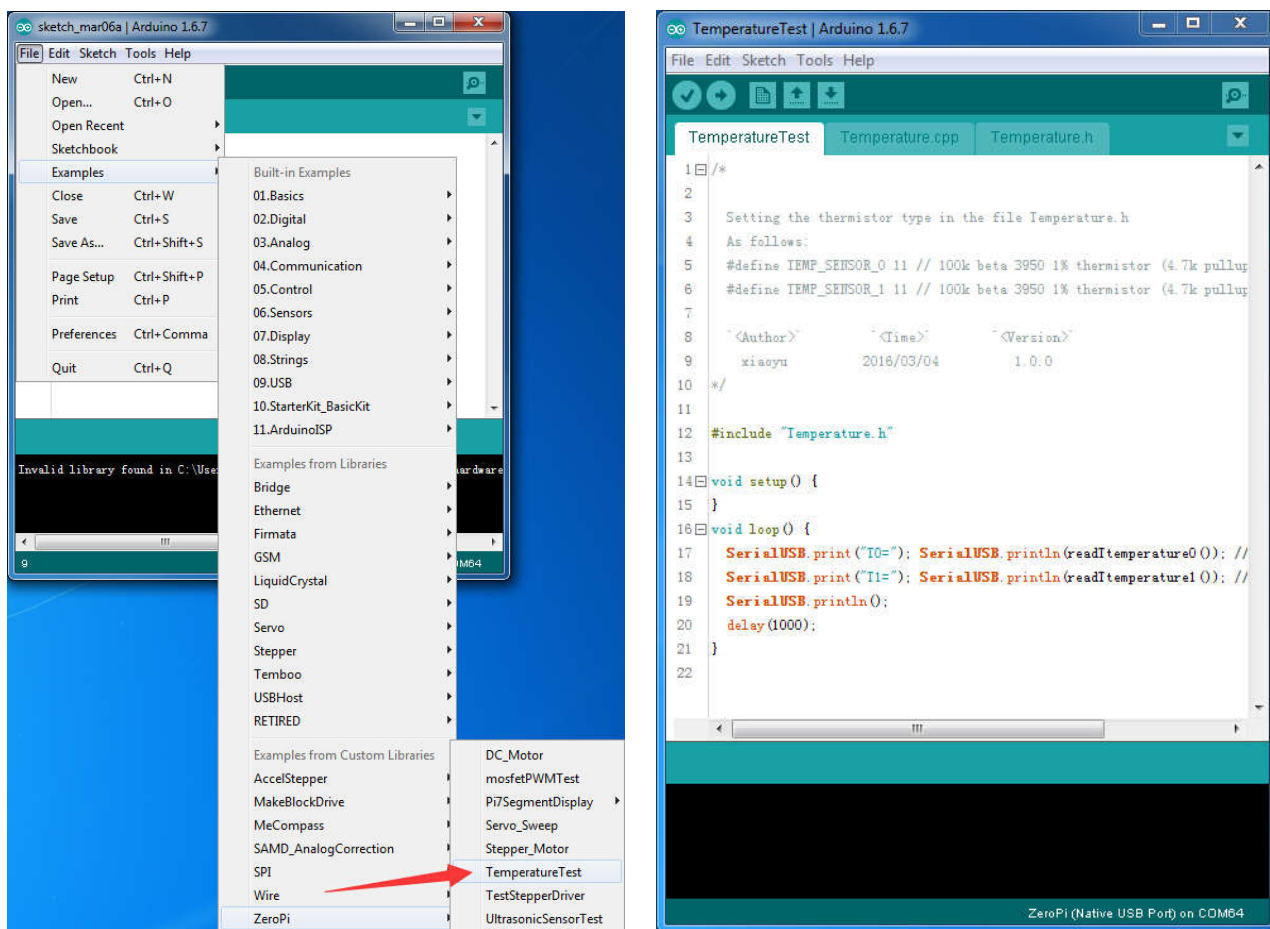 sketch_mar06a | Arduino 1.6.7
File Edit Sketch Tools Help
New Ctrl+N
Open... Ctrl+O
Open Recent
Sketchbook
Examples
Close Ctrl+W
Save Ctrl+S
Save As... Ctrl+Shift+S
Page Setup Ctrl+Shift+P
Print Ctrl+P
Preferences Ctrl+Comma
Quit Ctrl+Q
Built-in Examples
01.Basics
02.Digital
03.Analog
04.Communication
05.Control
06.Sensors
07.Display
08.Strings
09.USB
10.StarterKit_BasicKit
11.ArduinoISP
Examples from Libraries
Bridge
Ethernet
Firmata
GSM
LiquidCrystal
SD
Servo
Stepper
Temboo
USBHost
RETIRED
Examples from Custom Libraries
AccelStepper
MakeBlockDrive
MeCompass
SAMD_AnalogCorrection
SPI
Wire
ZeroPi
DC_Motor
mosfetPWMTest
Pi7SegmentDisplay
Servo_Sweep
Stepper_Motor
TemperatureTest
TestStepperDriver
UltrasonicSensorTest
Invalid library found in C:\Use
ardware
9
M64
TemperatureTest | Arduino 1.6.7
File Edit Sketch Tools Help
TemperatureTest Temperature.cpp Temperature.h
1 /*
2
3 Setting the thermistor type in the file Temperature.h
4 As follows:
5 #define TEMP_SENSOR_0 11 // 100k beta 3950 1% thermistor (4.7k pullup
6 #define TEMP_SENSOR_1 11 // 100k beta 3950 1% thermistor (4.7k pullup
7
8 `<Author>` `<Time>` `<Version>`
9 xiaoyu 2016/03/04 1.0.0
10 */
11
12 #include "Temperature.h"
13
14 void setup() {
15 }
16 void loop() {
17 SerialUSB.print("T0="); SerialUSB.println(readTtemperature0()); //
18 SerialUSB.print("T1="); SerialUSB.println(readTtemperature1()); //
19 SerialUSB.println();
20 delay(1000);
21 }
22
ZeroPi (Native USB Port) on COM64